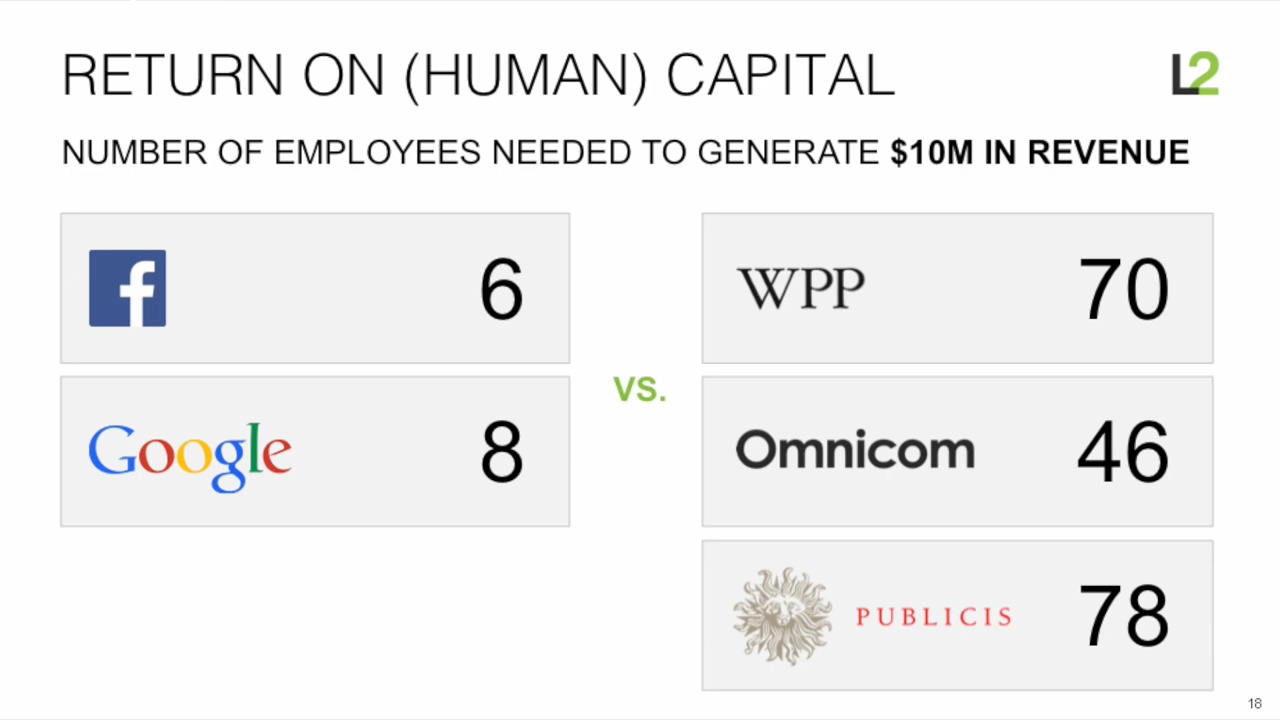 RETURN ON (HUMAN) CAPITAL
L2
NUMBER OF EMPLOYEES NEEDED TO GENERATE $10M IN REVENUE
f 6
Google 8
VS.
WPP 70
Omnicom 46
PUBLICIS 78
18